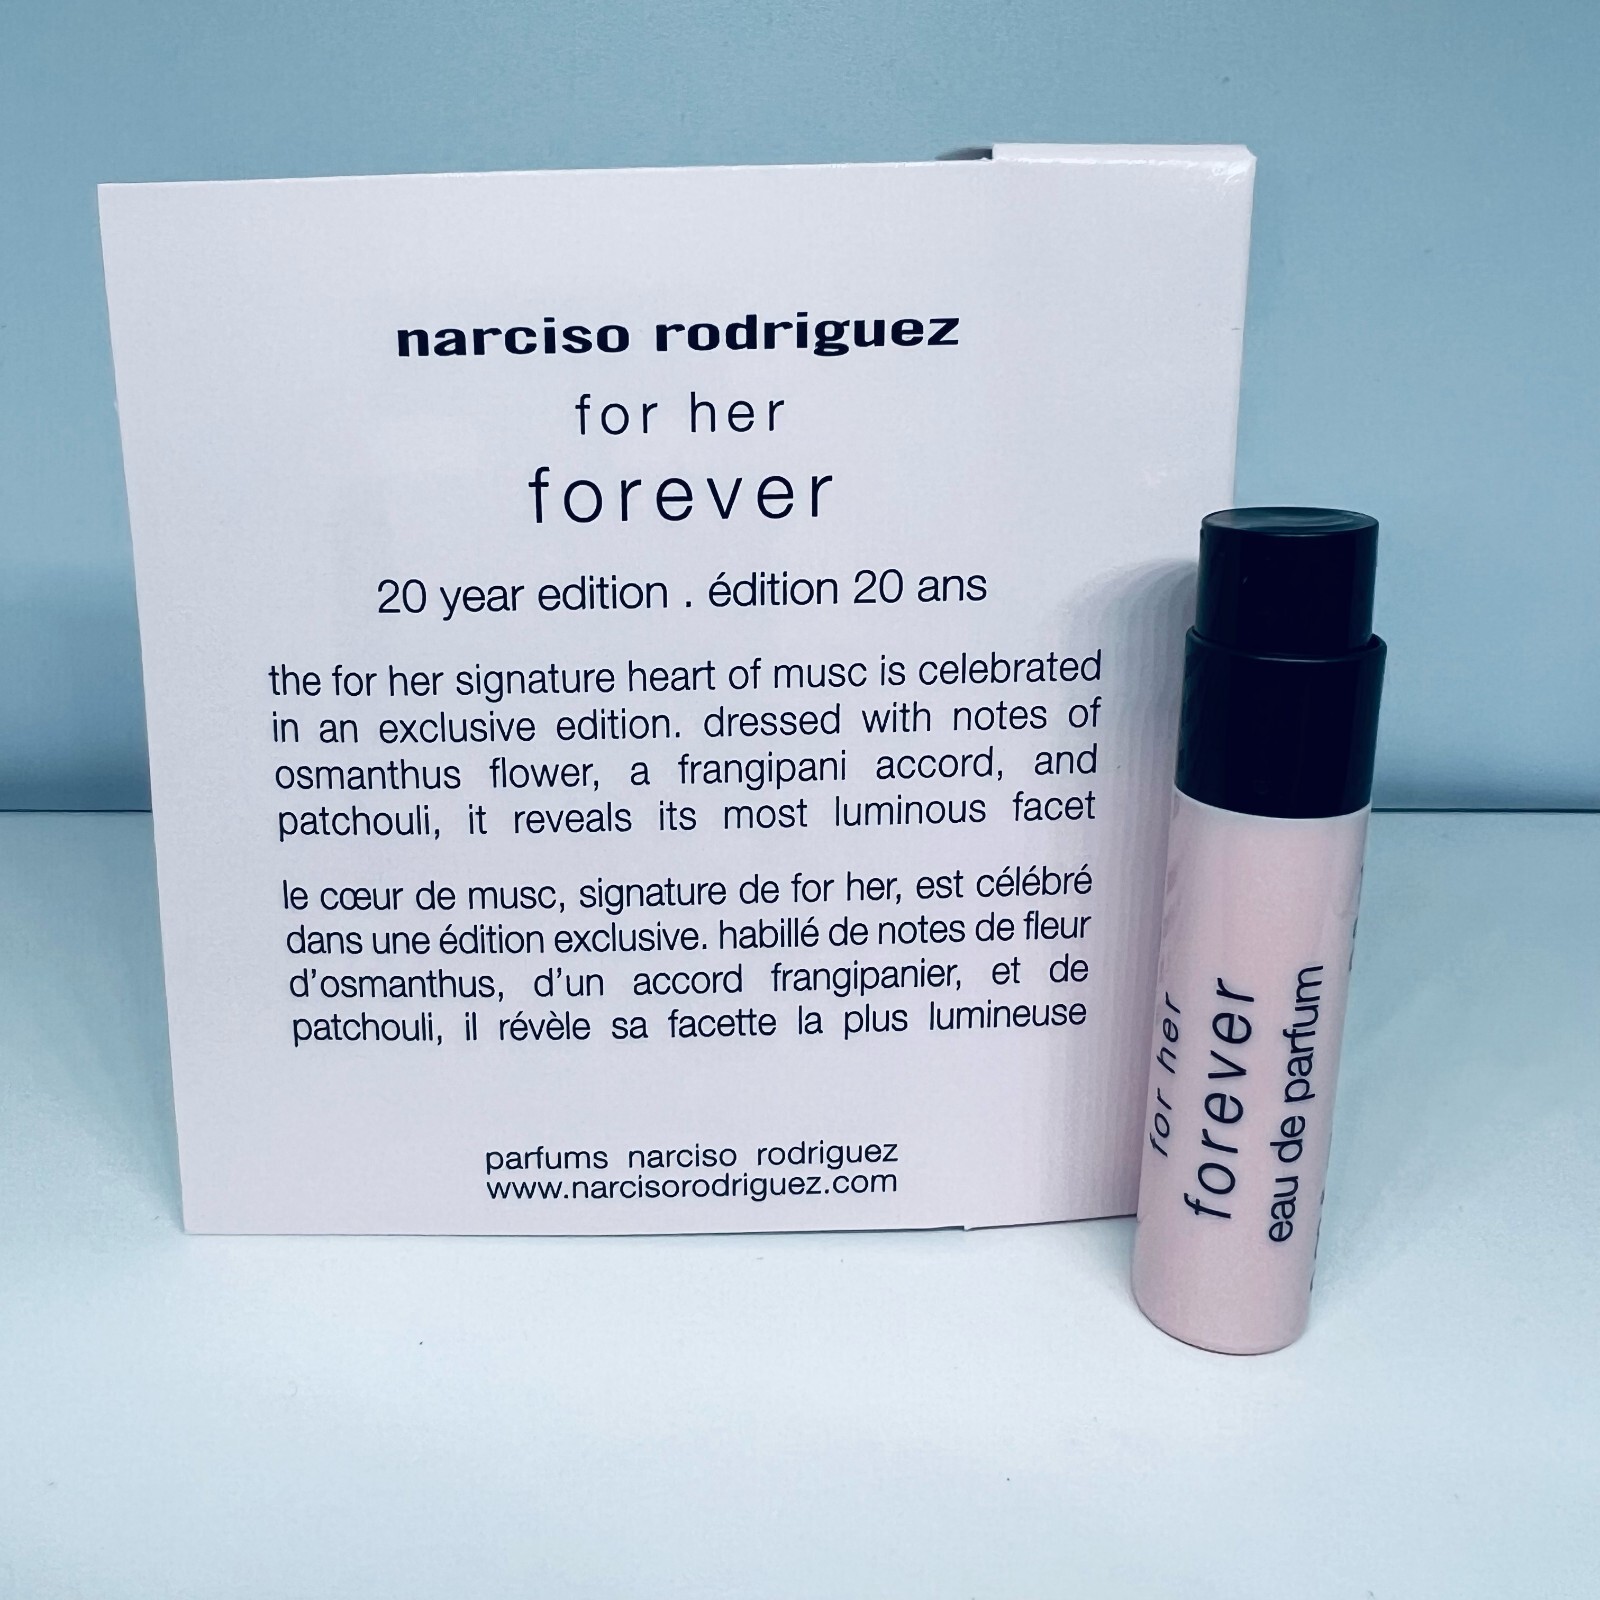 narciso rodriguez
for her
forever
20 year edition . édition 20 ans
the for her signature heart of musc is celebrated
in an exclusive edition. dressed with notes of
osmanthus flower, a frangipani accord, and
patchouli, it reveals its most luminous facet
le cœur de musc, signature de for her, est célébré
dans une édition exclusive. habillé de notes de fleur
d'osmanthus, d'un accord frangipanier, et de
patchouli, il révèle sa facette la plus lumineuse
parfums narciso rodriguez
www.narcisorodriguez.com
for her
forever
eau de parfum